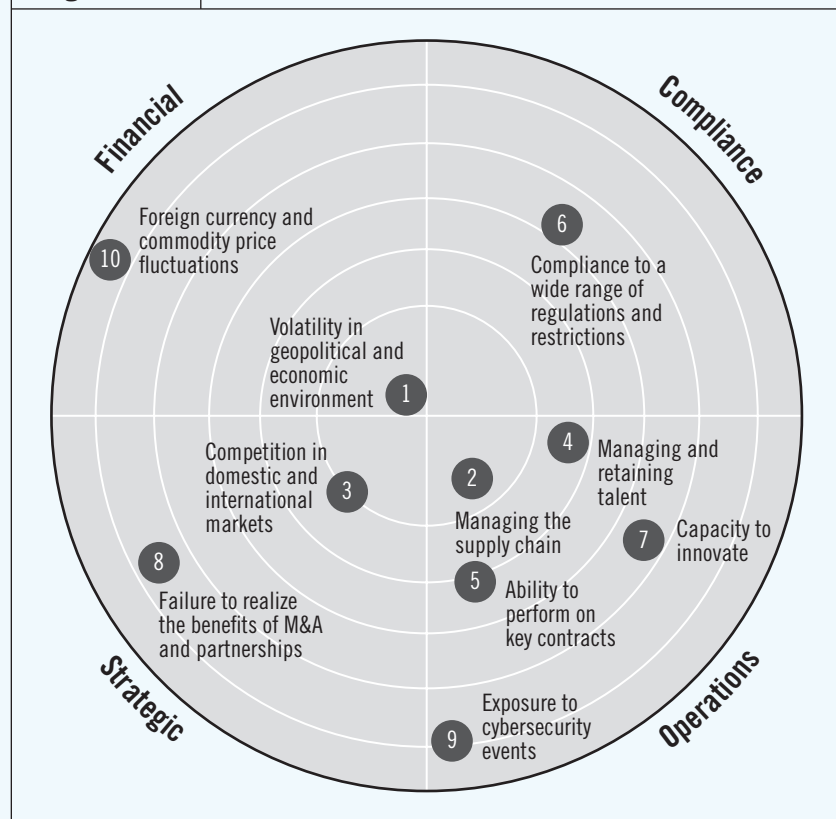 Financial
Compliance
10
Foreign currency and
commodity price
fluctuations
6
Compliance to a
wide range of
regulations and
restrictions
Volatility in
geopolitical and
economic
environment
1
Competition in
domestic and
international
markets
3
2
Managing the
supply chain
4
Managing and
retaining
talent
7
Capacity to
innovate
8
Failure to realize
the benefits of M&A
and partnerships
5
Ability to
perform on
key contracts
9
Exposure to
cybersecurity
events
Strategic
Operations